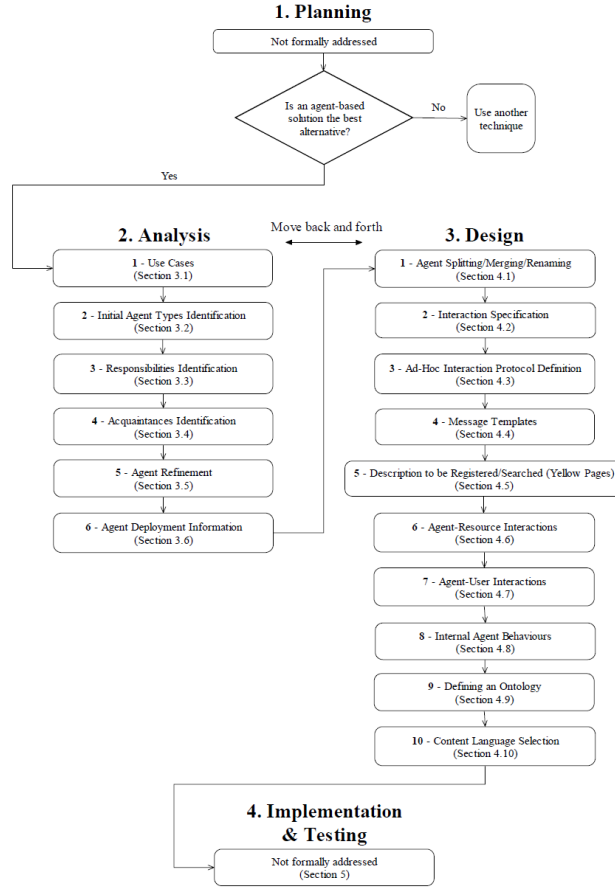 1. Planning
Not formally addressed
Is an agent-based
solution the best
alternative?
No
Use another
technique
Yes
Move back and forth
2. Analysis
1 - Use Cases
(Section 3.1)
2 - Initial Agent Types Identification
(Section 3.2)
3 - Responsibilities Identification
(Section 3.3)
4 - Acquaintances Identification
(Section 3.4)
5 - Agent Refinement
(Section 3.5)
6 - Agent Deployment Information
(Section 3.6)
3. Design
1 - Agent Splitting/Merging/Renaming
(Section 4.1)
2 - Interaction Specification
(Section 4.2)
3 - Ad-Hoc Interaction Protocol Definition
(Section 4.3)
4 - Message Templates
(Section 4.4)
5 - Description to be Registered/Searched (Yellow Pages)
(Section 4.5)
6 - Agent-Resource Interactions
(Section 4.6)
7 - Agent-User Interactions
(Section 4.7)
8 - Internal Agent Behaviours
(Section 4.8)
9 - Defining an Ontology
(Section 4.9)
10 - Content Language Selection
(Section 4.10)
4. Implementation
& Testing
Not formally addressed
(Section 5)